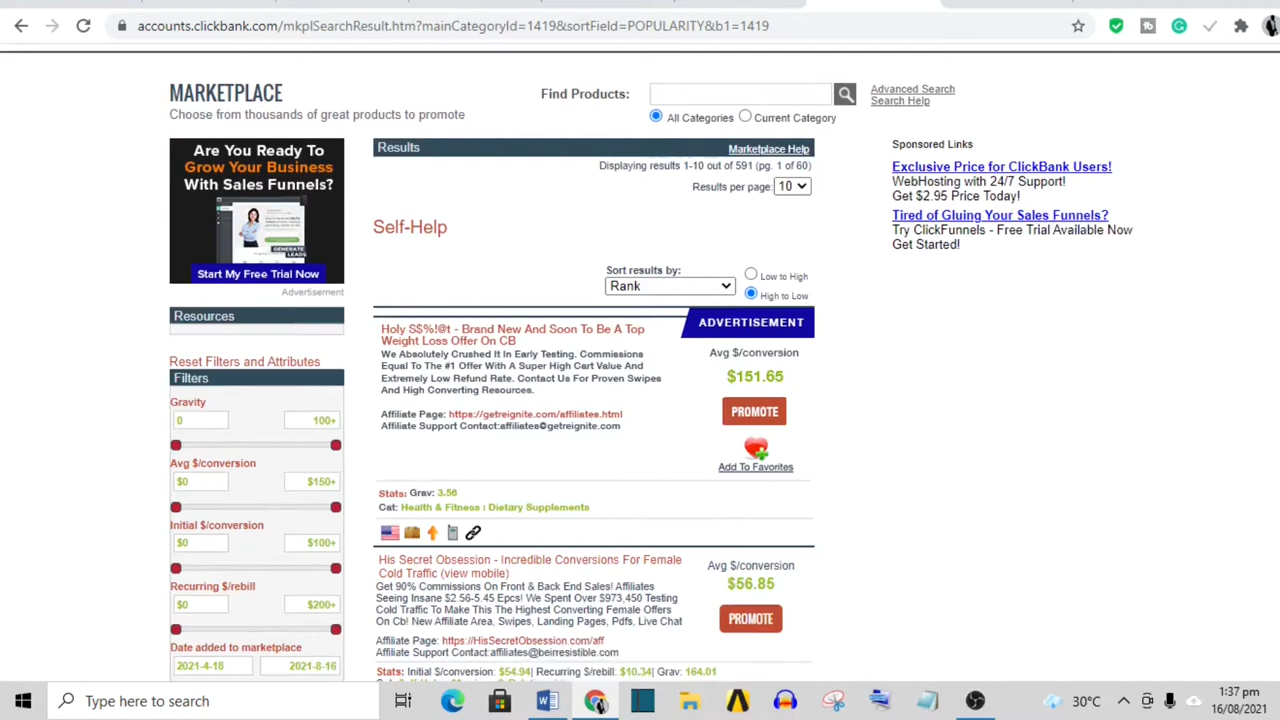 accounts.clickbank.com/mkplSearchResult.htm?mainCategoryId=1419&sortField=POPULARITY&b1=1419
MARKETPLACE
Choose from thousands of great products to promote
Find Products:
Advanced Search
Search Help
All Categories
Current Category
Are You Ready To
Grow Your Business
With Sales Funnels?
GENERATE
LEADS
Start My Free Trial Now
Advertisement
Resources
Reset Filters and Attributes
Filters
Gravity
0
100+
Avg $/conversion
$0
$150+
Initial $/conversion
$0
$100+
Recurring $/rebill
$0
$200+
Date added to marketplace
2021-4-18
2021-8-16
Results
Marketplace Help
Displaying results 1-10 out of 591 (pg. 1 of 60)
Results per page: 10
Self-Help
Sort results by:
Rank
Low to High
High to Low
ADVERTISEMENT
Holy S$%!@t - Brand New And Soon To Be A Top
Weight Loss Offer On CB
We Absolutely Crushed It In Early Testing. Commissions
Equal To The #1 Offer With A Super High Cart Value And
Extremely Low Refund Rate. Contact Us For Proven Swipes
And High Converting Resources.
Affiliate Page: https://getreignite.com/affiliates.html
Affiliate Support Contact:affiliates@getreignite.com
Avg $/conversion
$151.65
PROMOTE
Add To Favorites
Stats: Grav: 3.56
Cat: Health & Fitness : Dietary Supplements
His Secret Obsession - Incredible Conversions For Female
Cold Traffic (view mobile)
Get 90% Commissions On Front & Back End Sales! Affiliates
Seeing Insane $2.56-5.45 Epcs! We Spent Over $973,450 Testing
Cold Traffic To Make This The Highest Converting Female Offers
On Cb! New Affiliate Area, Swipes, Landing Pages, Pdfs, Live Chat
Affiliate Page: https://HisSecretObsession.com/aff
Affiliate Support Contact:affiliates@beirresistible.com
Stats: Initial $/conversion: $54.94| Recurring $/rebill: $10.34| Grav: 164.01
Avg $/conversion
$56.85
PROMOTE
Sponsored Links
Exclusive Price for ClickBank Users!
WebHosting with 24/7 Support!
Get $2.95 Price Today!
Tired of Gluing Your Sales Funnels?
Try ClickFunnels - Free Trial Available Now
Get Started!
Type here to search
30°C
1:37 pm
16/08/2021